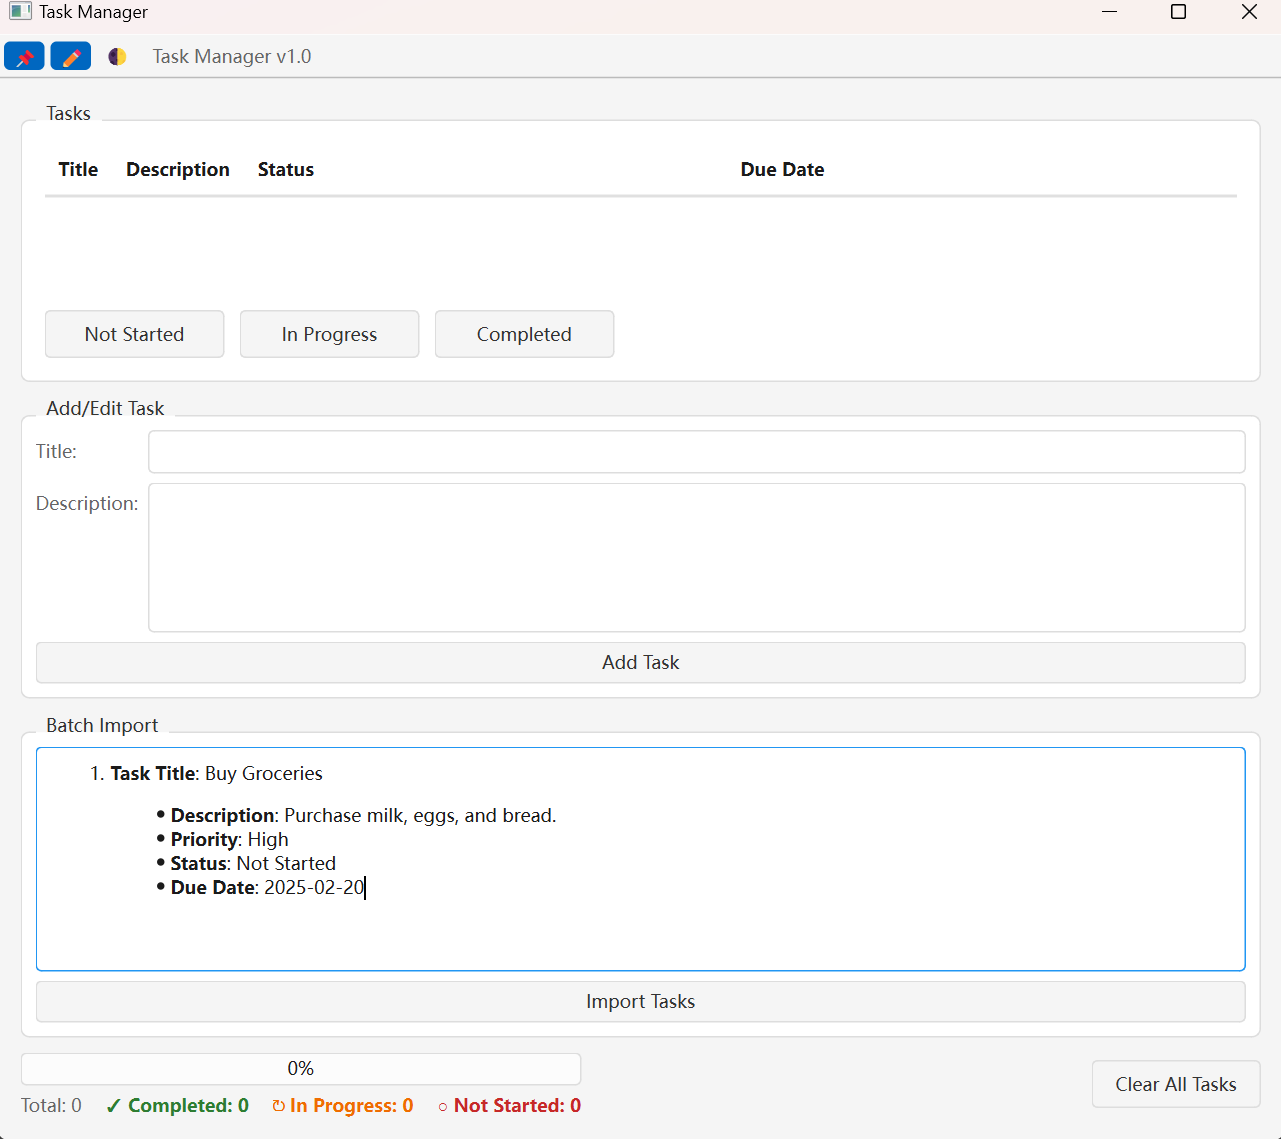 Task Manager
Task Manager v1.0
Tasks
Title Description Status Due Date
Not Started In Progress Completed
Add/Edit Task
Title:
Description:
Add Task
Batch Import
1. Task Title: Buy Groceries
• Description: Purchase milk, eggs, and bread.
• Priority: High
• Status: Not Started
• Due Date: 2025-02-20
Import Tasks
0%
Clear All Tasks
Total: 0 ✓ Completed: 0 ↻ In Progress: 0 ○ Not Started: 0